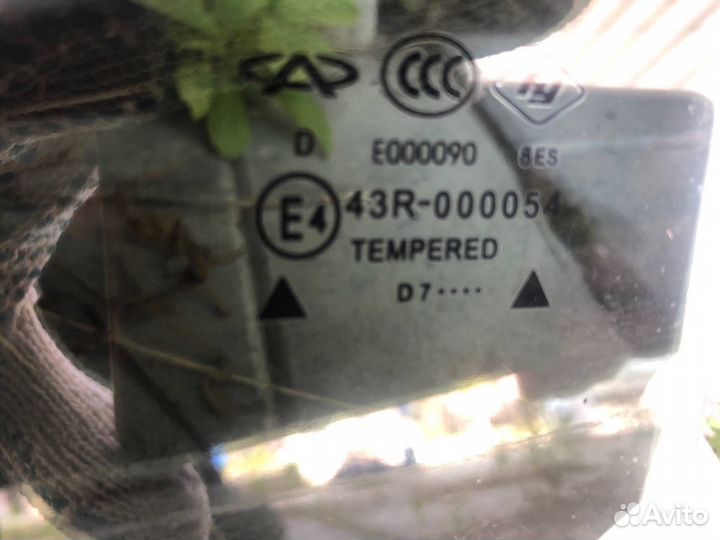 CCC
D E000090 8ES
E4 43R-000054
TEMPERED
D7····
Avito